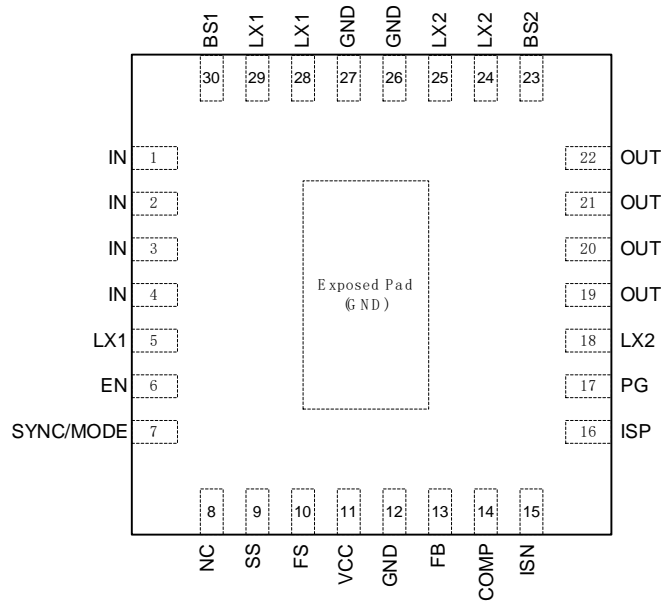 BS1 LX1 LX1 GND GND LX2 LX2 BS2
30 29 28 27 26 25 24 23
IN 1 22 OUT
IN 2 21 OUT
IN 3 20 OUT
IN 4 19 OUT
Exposed Pad
(GND)
LX1 5 18 LX2
EN 6 17 PG
SYNC/MODE 7 16 ISP
8 9 10 11 12 13 14 15
NC SS FS VCC GND FB COMP ISN